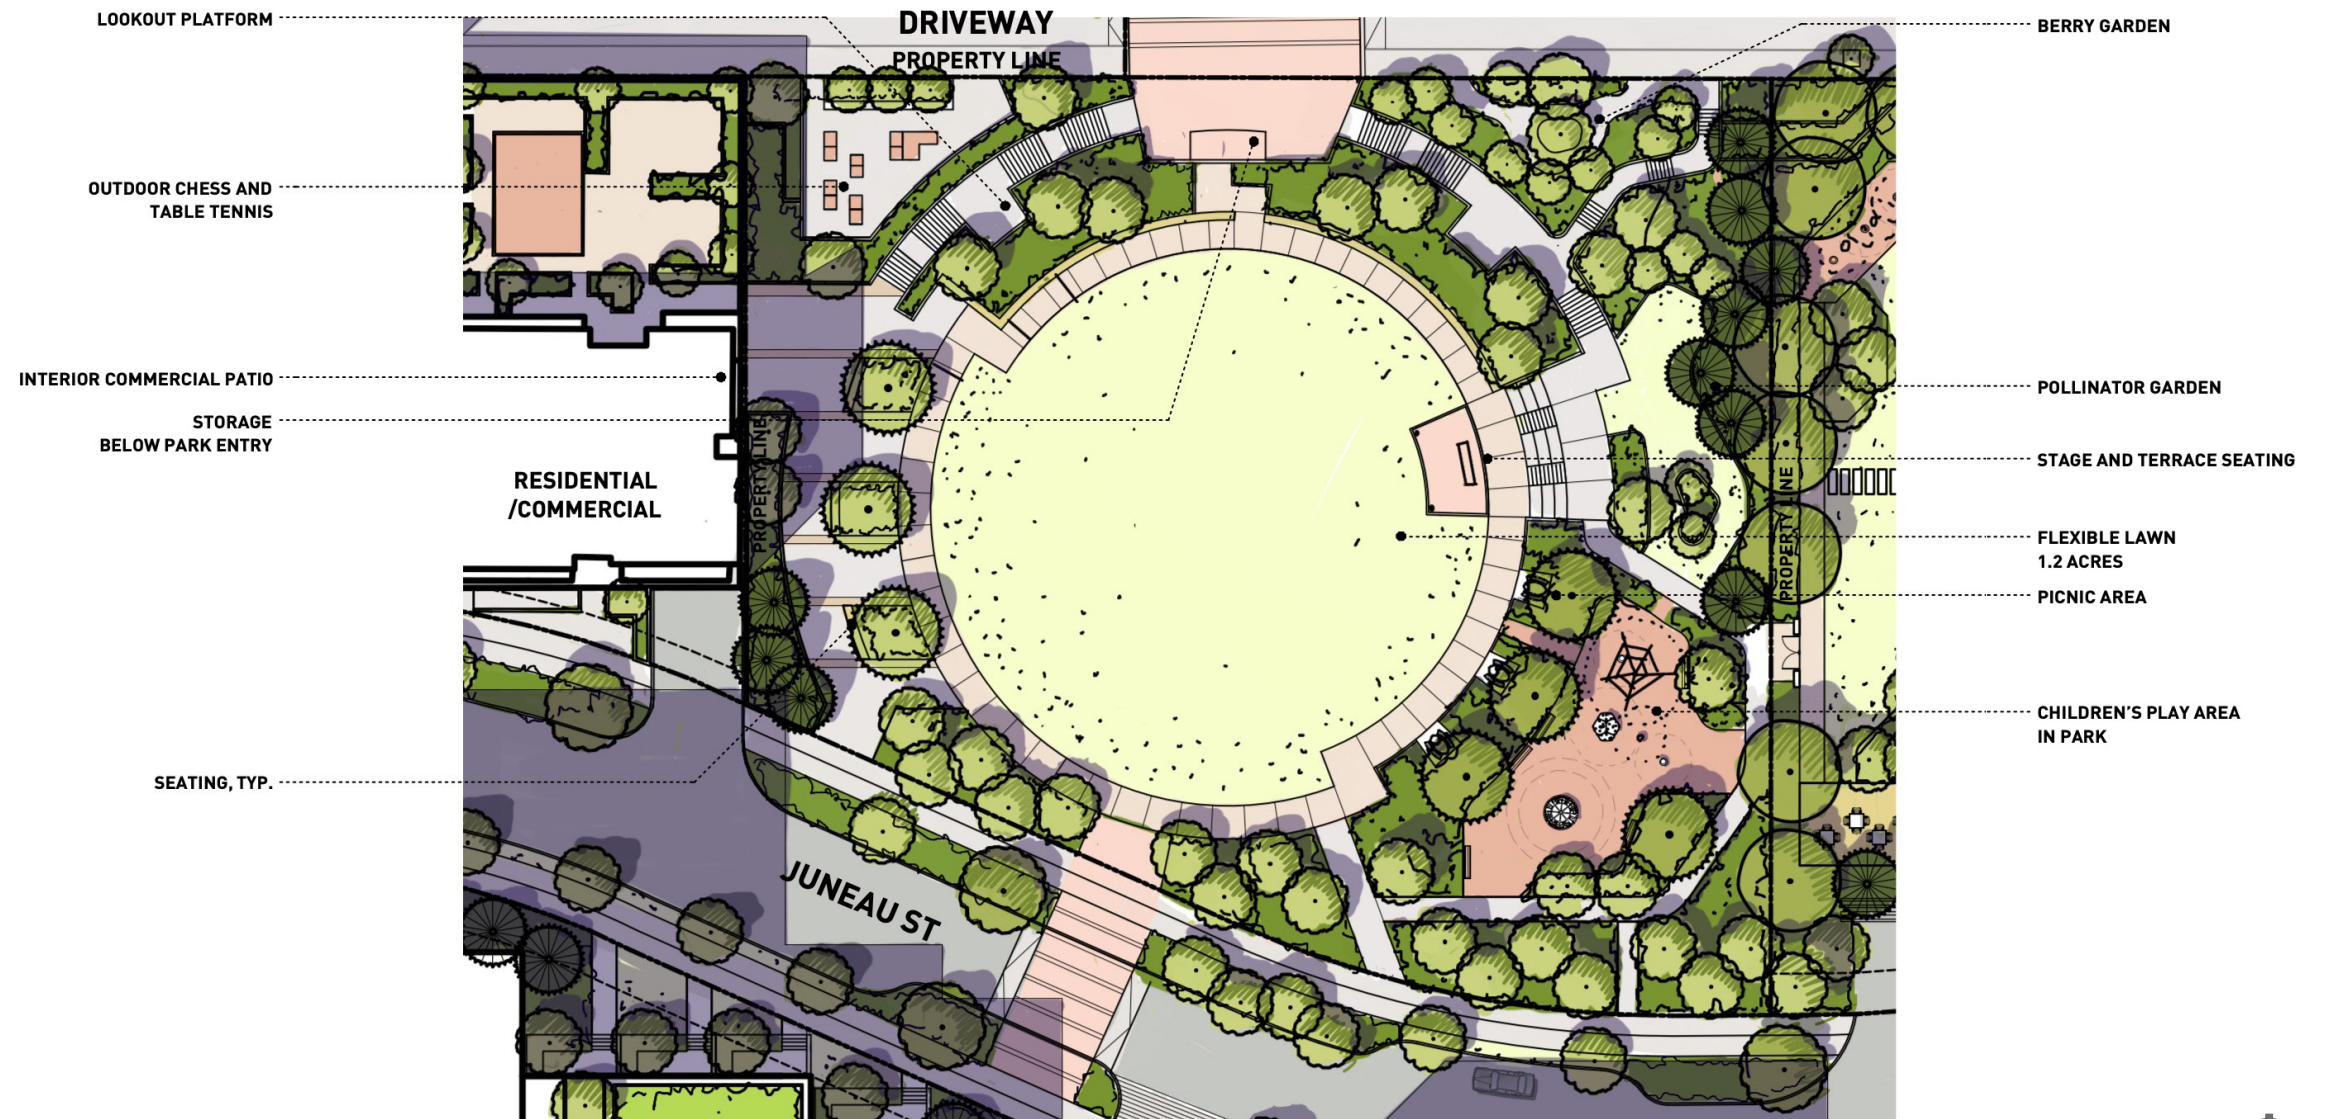 LOOKOUT PLATFORM
OUTDOOR CHESS AND
TABLE TENNIS
INTERIOR COMMERCIAL PATIO
STORAGE
BELOW PARK ENTRY
SEATING, TYP.
DRIVEWAY
PROPERTY LINE
RESIDENTIAL
/COMMERCIAL
PROPERTY LINE
JUNEAU ST
PROPERTY LINE
BERRY GARDEN
POLLINATOR GARDEN
STAGE AND TERRACE SEATING
FLEXIBLE LAWN
1.2 ACRES
PICNIC AREA
CHILDREN'S PLAY AREA
IN PARK